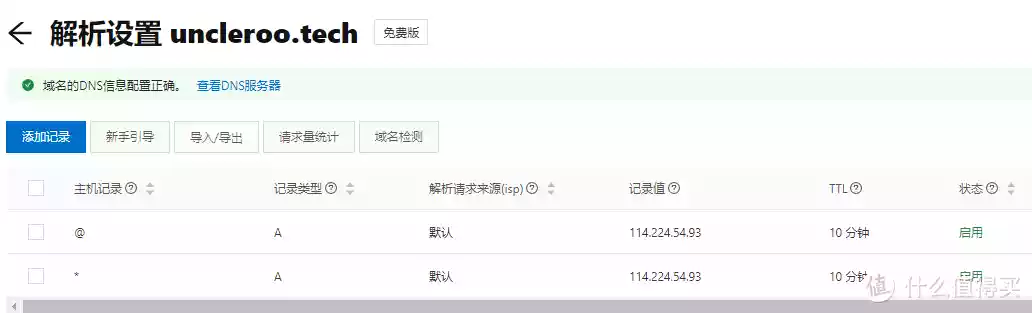 解析设置 uncleroo.tech 免费版
域名的DNS信息配置正确。 查看DNS服务器
添加记录 新手引导 导入/导出 请求量统计 域名检测
主机记录 记录类型 解析请求来源(isp) 记录值 TTL 状态
@ A 默认 114.224.54.93 10 分钟 启用
* A 默认 114.224.54.93 10 分钟 启用
值 什么值得买